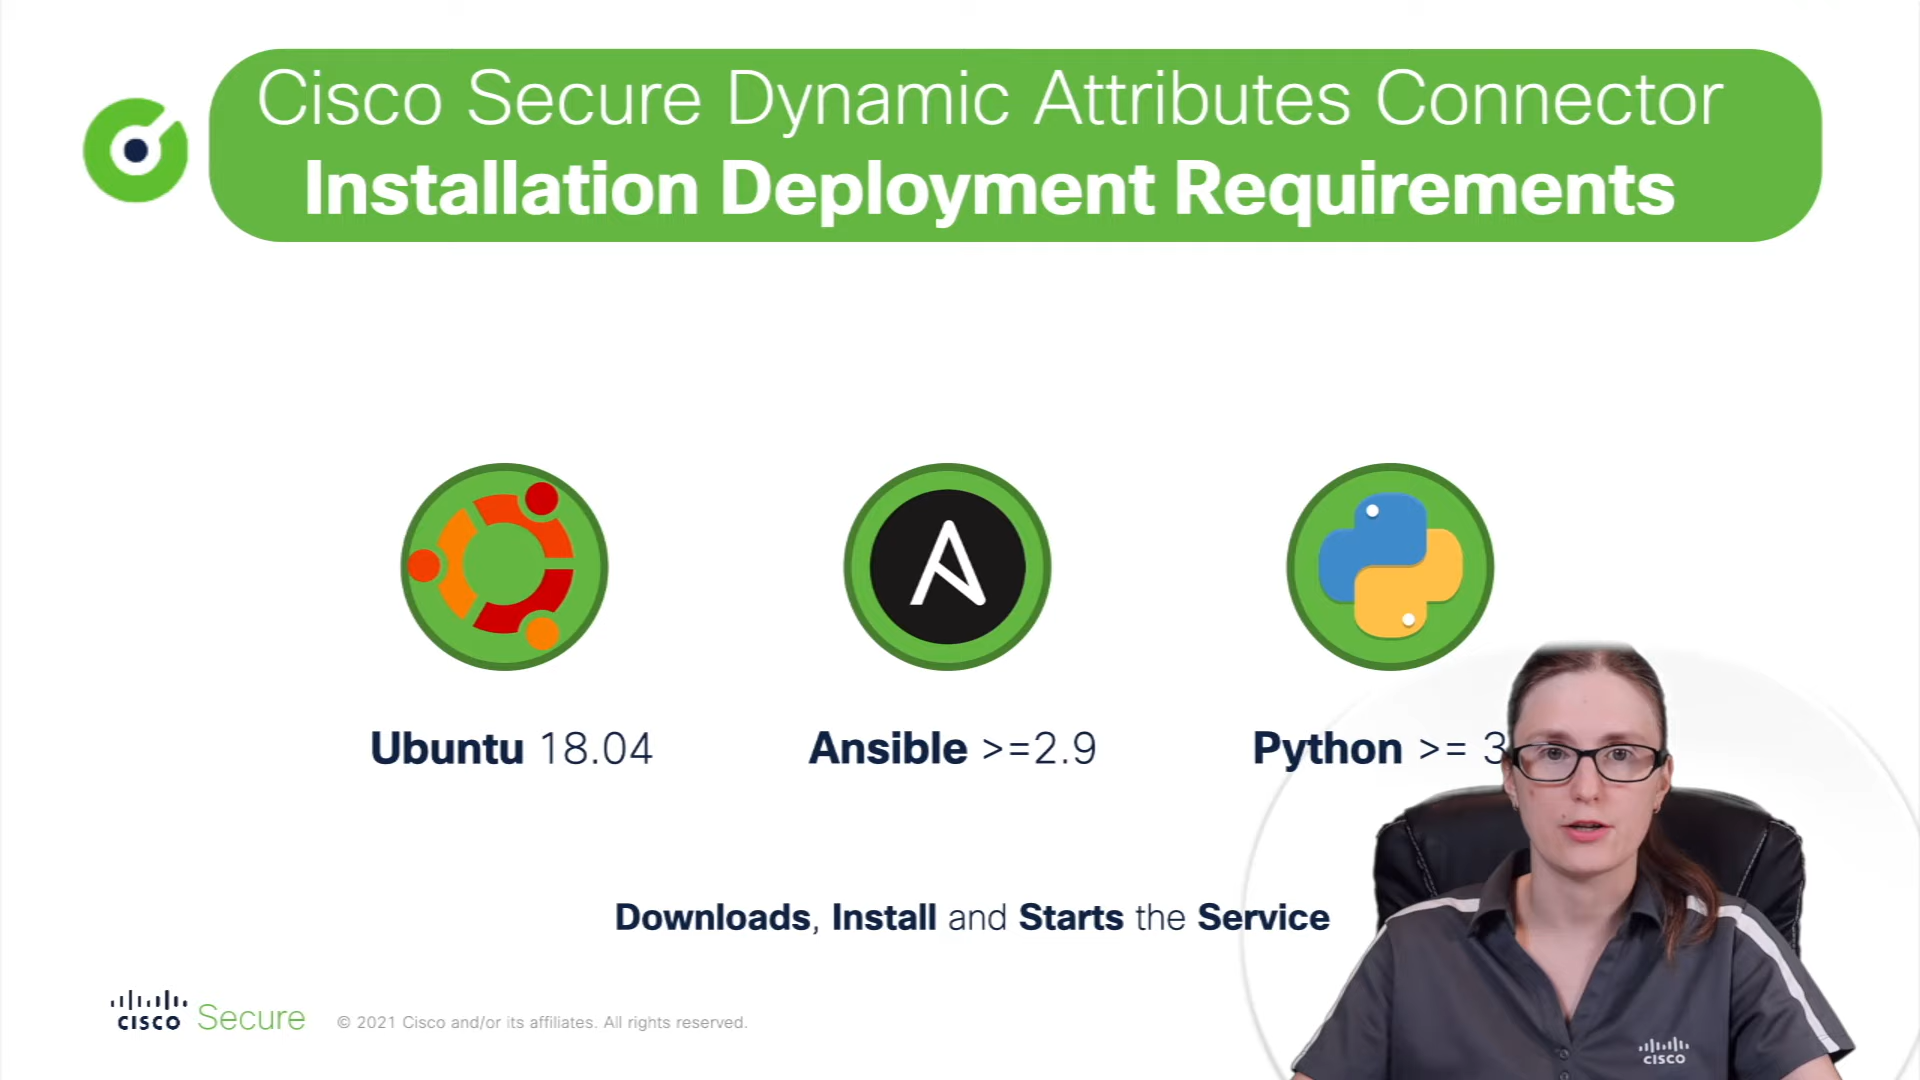 Cisco Secure Dynamic Attributes Connector
Installation Deployment Requirements
Ubuntu 18.04
Ansible >=2.9
Python >= 3
Downloads, Install and Starts the Service
CISCO Secure
© 2021 Cisco and/or its affiliates. All rights reserved.
CISCO